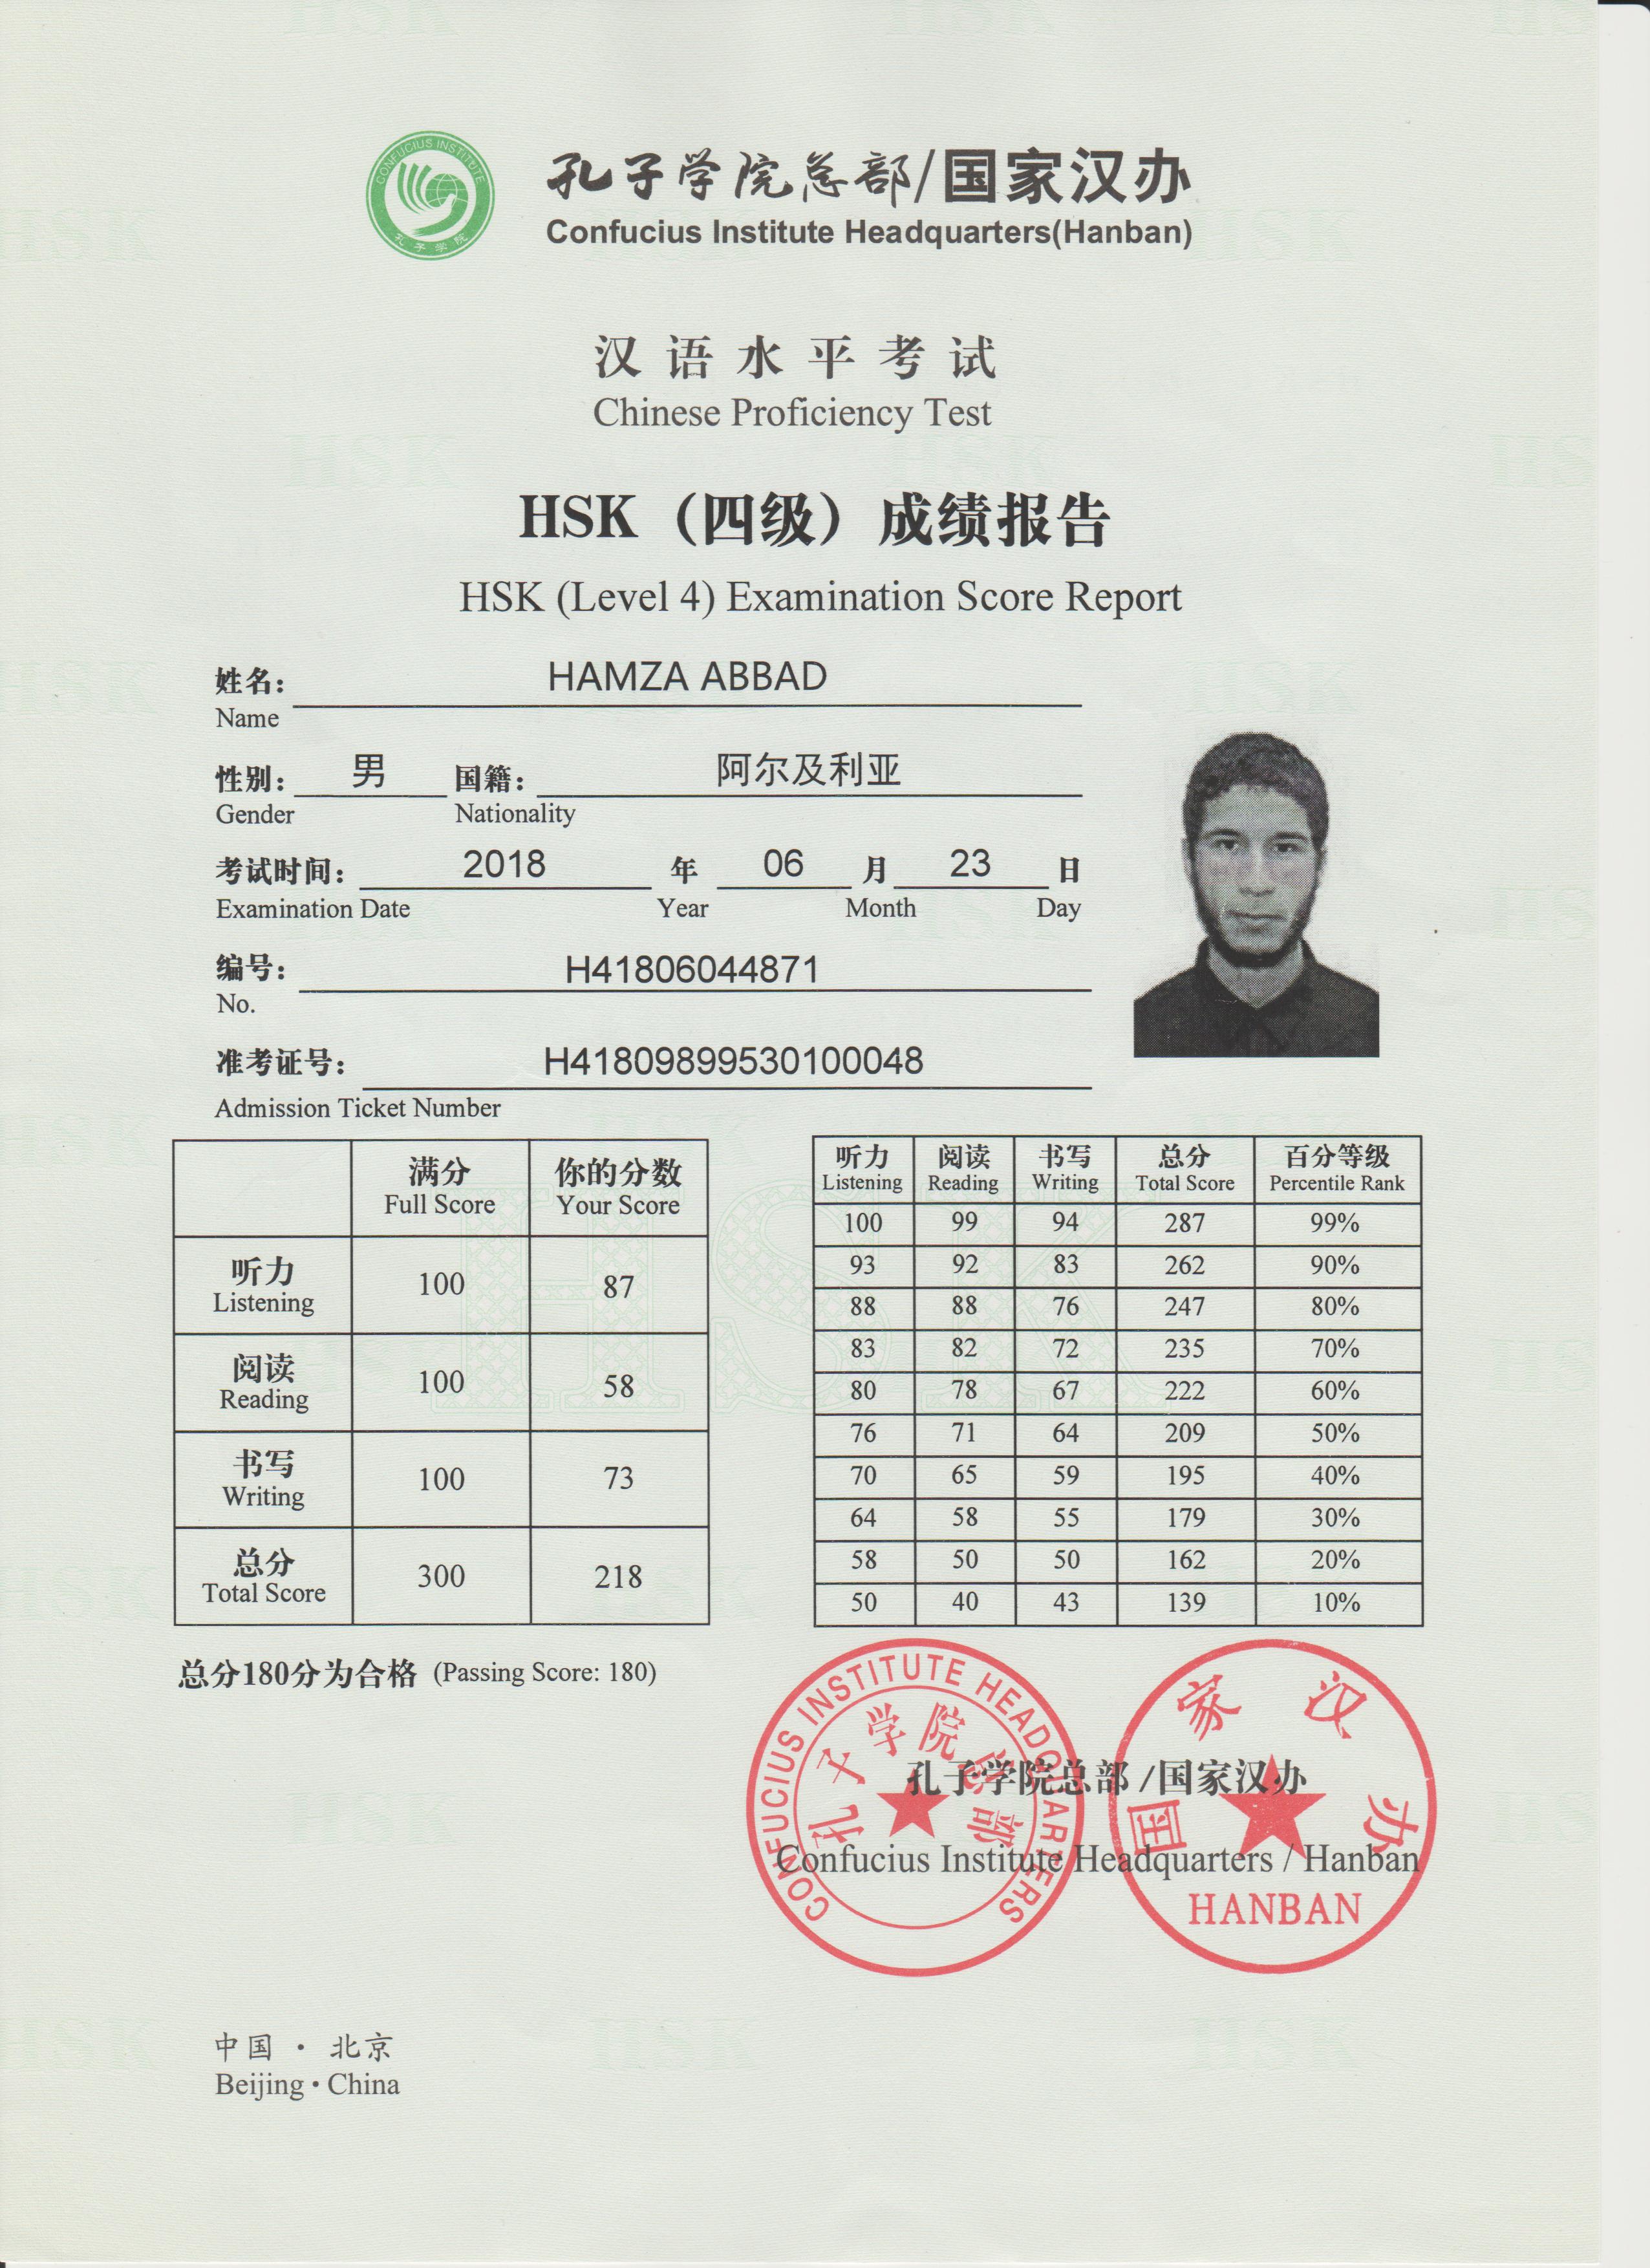 CONFUCIUS INSTITUTE
孔子学院
孔子学院总部/国家汉办
Confucius Institute Headquarters(Hanban)
汉语水平考试
Chinese Proficiency Test
HSK（四级）成绩报告
HSK (Level 4) Examination Score Report
姓名： HAMZA ABBAD
Name
性别： 男 国籍： 阿尔及利亚
Gender Nationality
考试时间： 2018 年 06 月 23 日
Examination Date Year Month Day
编号： H41806044871
No.
准考证号： H41809899530100048
Admission Ticket Number
满分 你的分数
Full Score Your Score
听力 100 87
Listening
阅读 100 58
Reading
书写 100 73
Writing
总分 300 218
Total Score
总分180分为合格 (Passing Score: 180)
听力 阅读 书写 总分 百分等级
Listening Reading Writing Total Score Percentile Rank
100 99 94 287 99%
93 92 83 262 90%
88 88 76 247 80%
83 82 72 235 70%
80 78 67 222 60%
76 71 64 209 50%
70 65 59 195 40%
64 58 55 179 30%
58 50 50 162 20%
50 40 43 139 10%
CONFUCIUS INSTITUTE HEADQUARTERS
孔子学院总部
国家汉办
HANBAN
孔子学院总部/国家汉办
Confucius Institute Headquarters / Hanban
中国 · 北京
Beijing · China
HSK